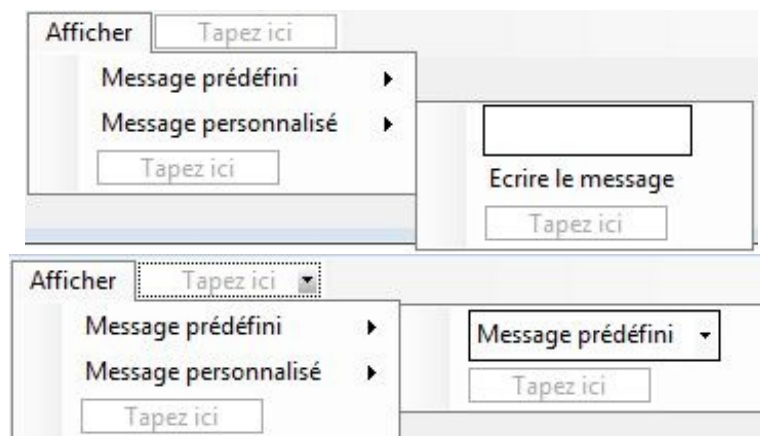 Afficher Tapez ici
Message prédéfini
Message personnalisé
Tapez ici
Ecrire le message
Tapez ici
Afficher Tapez ici
Message prédéfini
Message prédéfini
Message personnalisé
Tapez ici
Tapez ici